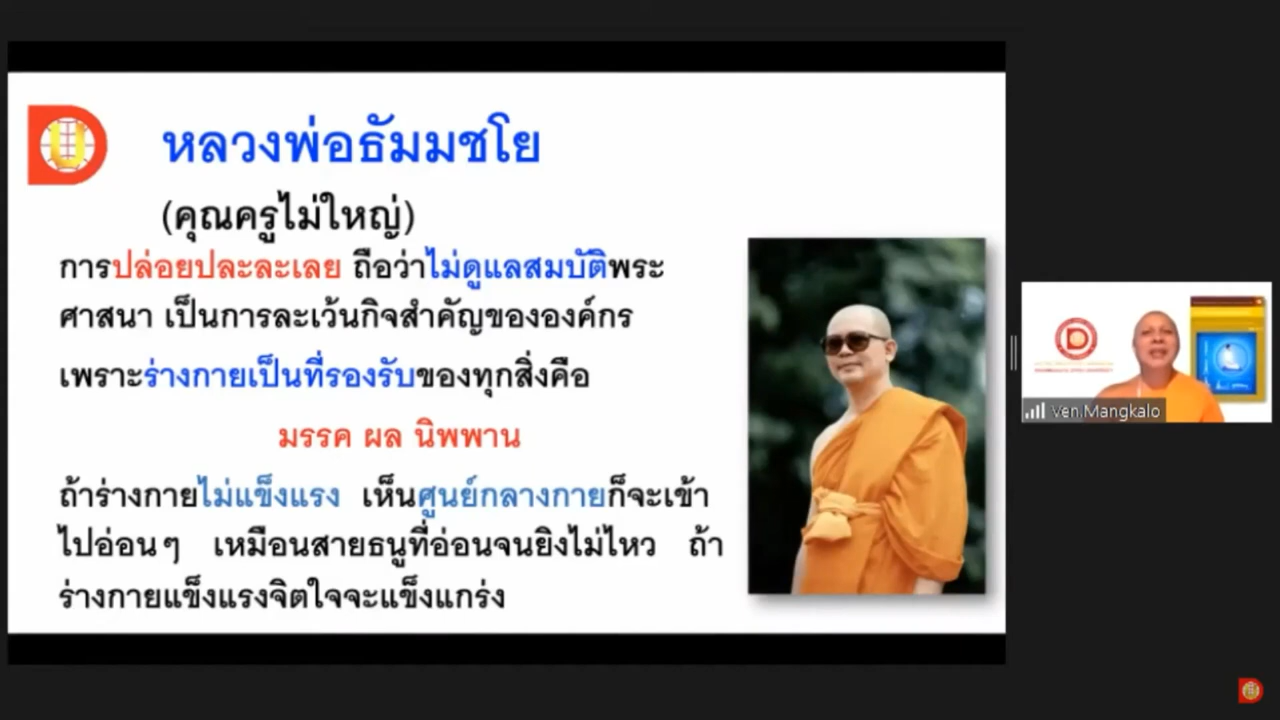 หลวงพ่อธัมมชโย
(คุณครูไม่ใหญ่)
การปล่อยปละละเลย ถือว่าไม่ดูแลสมบัติพระ
ศาสนา เป็นการละเว้นกิจสำคัญขององค์กร
เพราะร่างกายเป็นที่รองรับของทุกสิ่งคือ
มรรค ผล นิพพาน
ถ้าร่างกายไม่แข็งแรง เห็นศูนย์กลางกายก็จะเข้า
ไปอ่อนๆ เหมือนสายธนูที่อ่อนจนยิงไม่ไหว ถ้า
ร่างกายแข็งแรงจิตใจจะแข็งแกร่ง
Ven.Mangkalo